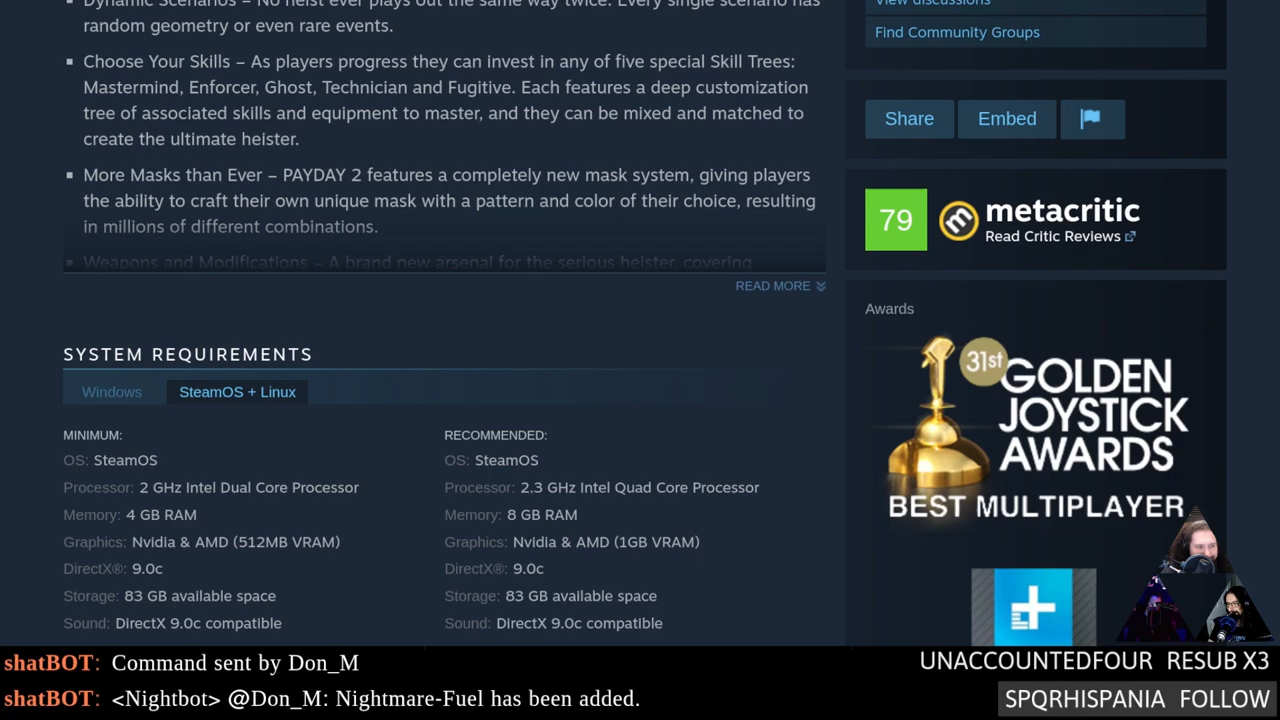 Dynamic Scenarios – No heist ever plays out the same way twice. Every single scenario has
random geometry or even rare events.
Choose Your Skills – As players progress they can invest in any of five special Skill Trees:
Mastermind, Enforcer, Ghost, Technician and Fugitive. Each features a deep customization
tree of associated skills and equipment to master, and they can be mixed and matched to
create the ultimate heister.
More Masks than Ever – PAYDAY 2 features a completely new mask system, giving players
the ability to craft their own unique mask with a pattern and color of their choice, resulting
in millions of different combinations.
Weapons and Modifications – A brand new arsenal for the serious heister, covering
READ MORE
SYSTEM REQUIREMENTS
Windows
SteamOS + Linux
MINIMUM:
OS: SteamOS
Processor: 2 GHz Intel Dual Core Processor
Memory: 4 GB RAM
Graphics: Nvidia & AMD (512MB VRAM)
DirectX®: 9.0c
Storage: 83 GB available space
Sound: DirectX 9.0c compatible
RECOMMENDED:
OS: SteamOS
Processor: 2.3 GHz Intel Quad Core Processor
Memory: 8 GB RAM
Graphics: Nvidia & AMD (1GB VRAM)
DirectX®: 9.0c
Storage: 83 GB available space
Sound: DirectX 9.0c compatible
View discussions
Find Community Groups
Share
Embed
79
metacritic
Read Critic Reviews
Awards
31st
GOLDEN
JOYSTICK
AWARDS
BEST MULTIPLAYER
shatBOT: Command sent by Don_M
shatBOT: <Nightbot> @Don_M: Nightmare-Fuel has been added.
UNACCOUNTEDFOUR RESUB X3
SPQRHISPANIA FOLLOW